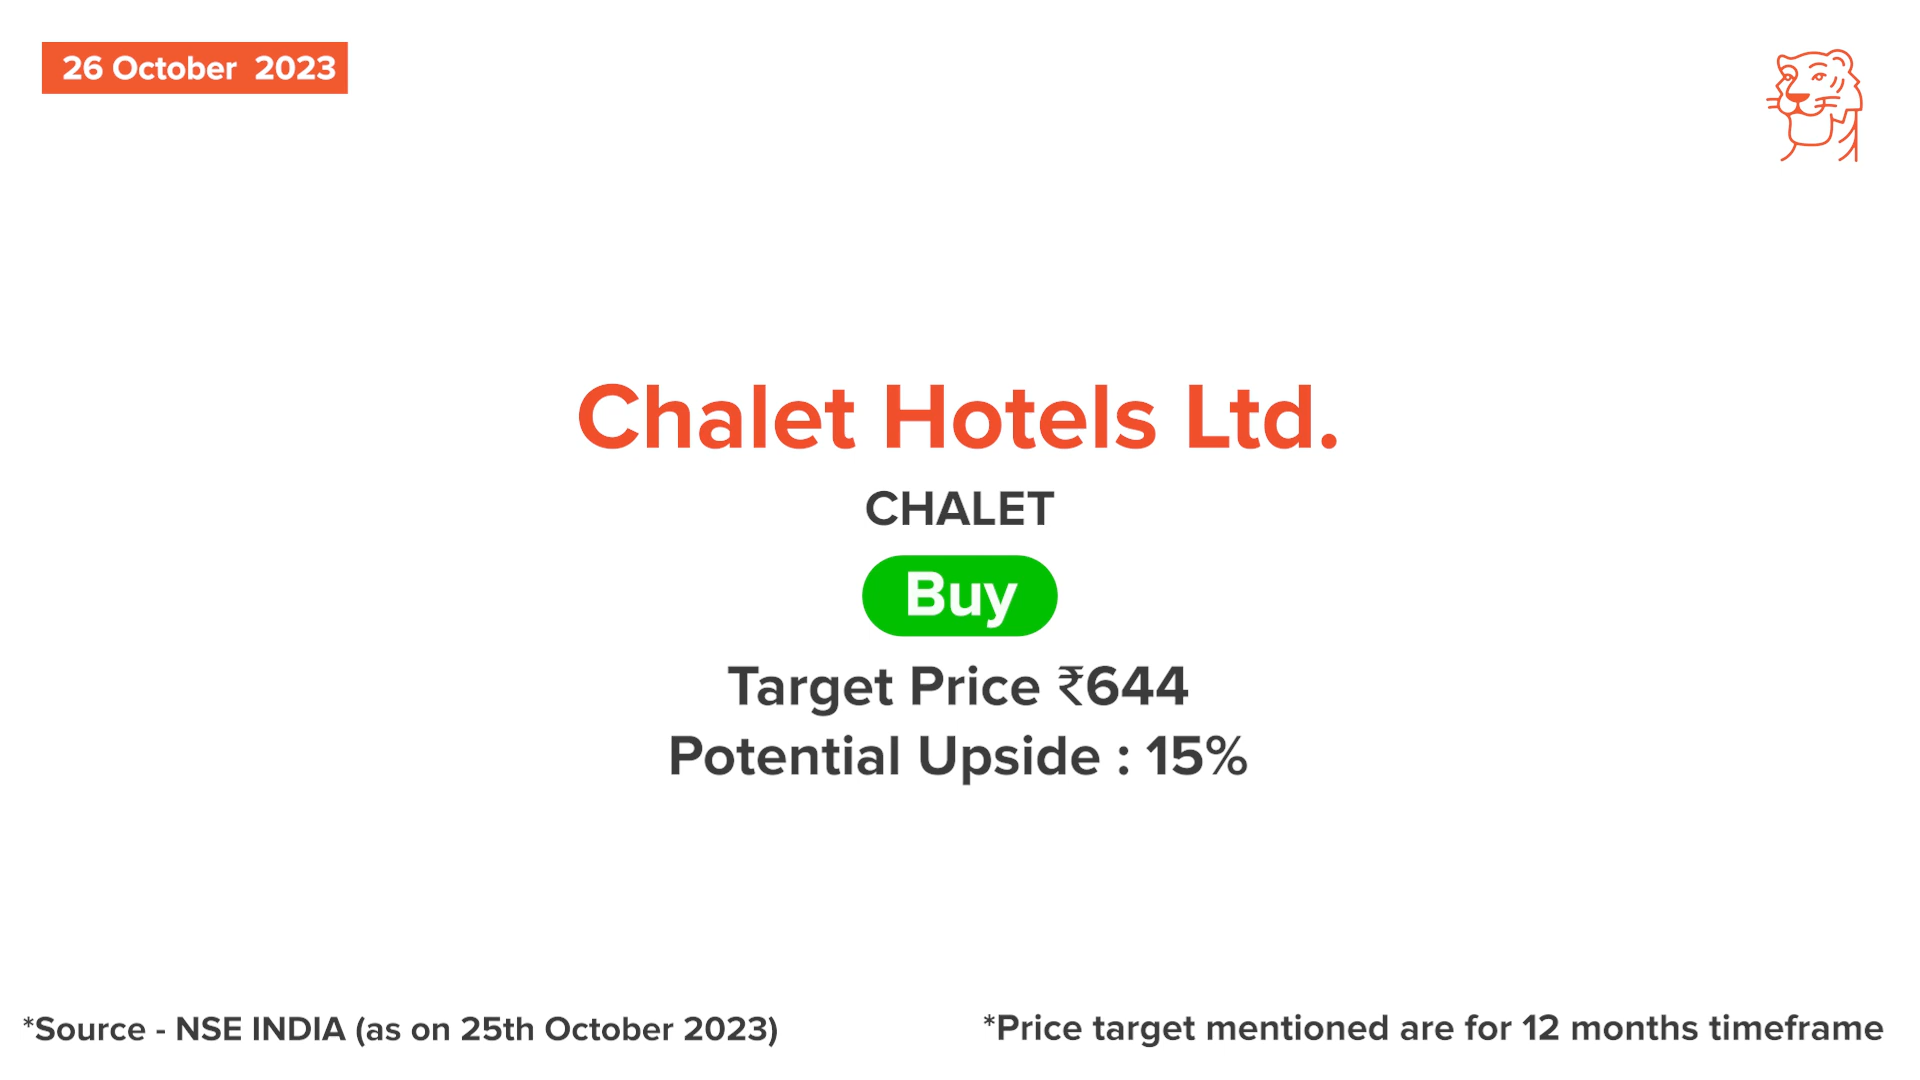 26 October 2023
Chalet Hotels Ltd.
CHALET
Buy
Target Price ₹644
Potential Upside : 15%
*Source - NSE INDIA (as on 25th October 2023)
*Price target mentioned are for 12 months timeframe